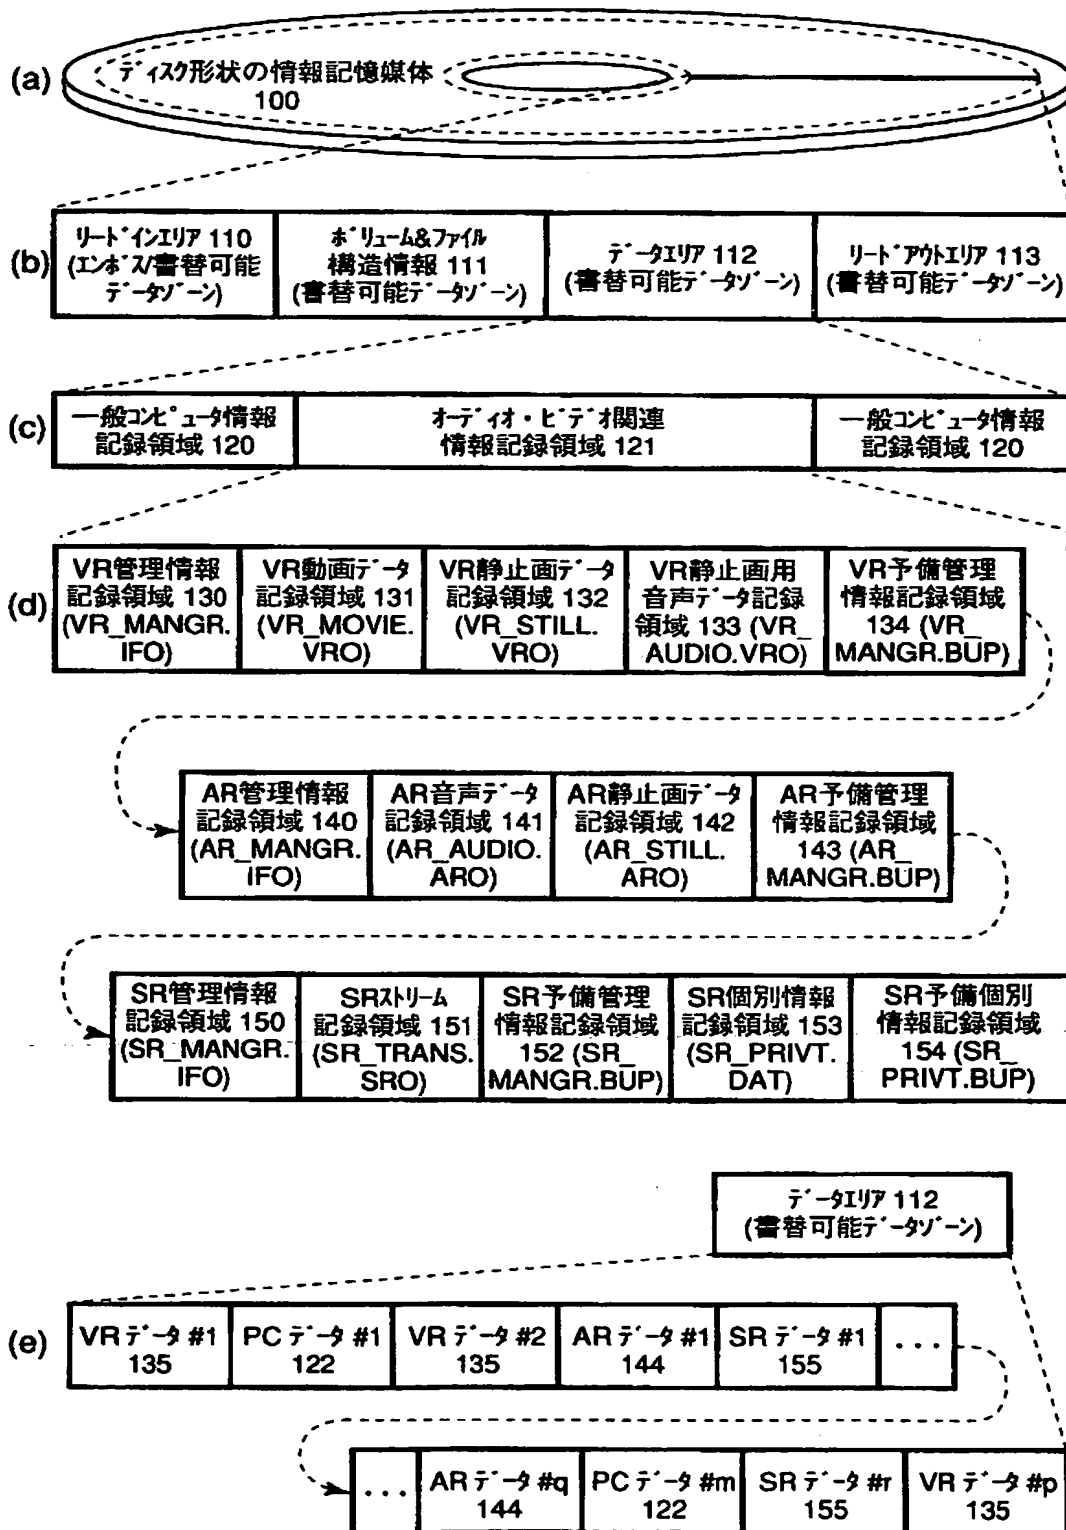 (a)
ディスク形状の情報記憶媒体
100
(b)
リードインエリア 110
(エンボス/書替可能
データゾーン)
ボリューム&ファイル
構造情報 111
(書替可能データゾーン)
データエリア 112
(書替可能データゾーン)
リードアウトエリア 113
(書替可能データゾーン)
(c)
一般コンピュータ情報
記録領域 120
オーディオ・ビデオ関連
情報記録領域 121
一般コンピュータ情報
記録領域 120
(d)
VR管理情報
記録領域 130
(VR_MANGR.
IFO)
VR動画データ
記録領域 131
(VR_MOVIE.
VRO)
VR静止画データ
記録領域 132
(VR_STILL.
VRO)
VR静止画用
音声データ記録
領域 133 (VR_
AUDIO.VRO)
VR予備管理
情報記録領域
134 (VR_
MANGR.BUP)
AR管理情報
記録領域 140
(AR_MANGR.
IFO)
AR音声データ
記録領域 141
(AR_AUDIO.
ARO)
AR静止画データ
記録領域 142
(AR_STILL.
ARO)
AR予備管理
情報記録領域
143 (AR_
MANGR.BUP)
SR管理情報
記録領域 150
(SR_MANGR.
IFO)
SRストリーム
記録領域 151
(SR_TRANS.
SRO)
SR予備管理
情報記録領域
152 (SR_
MANGR.BUP)
SR個別情報
記録領域 153
(SR_PRIVT.
DAT)
SR予備個別
情報記録領域
154 (SR_
PRIVT.BUP)
データエリア 112
(書替可能データゾーン)
(e)
VR データ #1
135
PC データ #1
122
VR データ #2
135
AR データ #1
144
SR データ #1
155
...
...
AR データ #q
144
PC データ #m
122
SR データ #r
155
VR データ #p
135